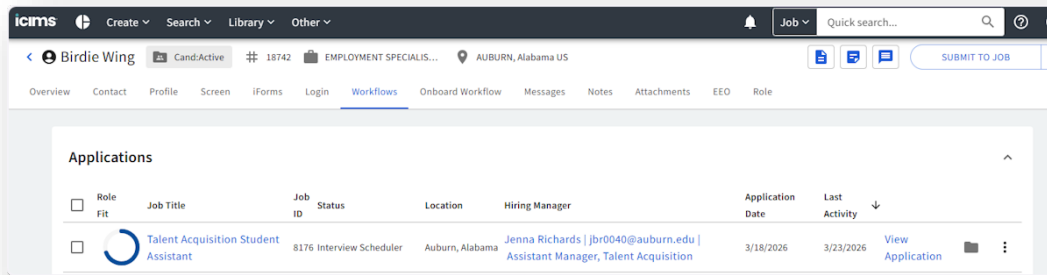 icims Create Search Library Other Job Quick search...
Birdie Wing Cand:Active # 18742 EMPLOYMENT SPECIALIS... AUBURN, Alabama US SUBMIT TO JOB
Overview Contact Profile Screen iForms Login Workflows Onboard Workflow Messages Notes Attachments EEO Role
Applications
Role Fit Job Title Job ID Status Location Hiring Manager Application Date Last Activity
Talent Acquisition Student Assistant 8176 Interview Scheduler Auburn, Alabama Jenna Richards | jbr0040@auburn.edu | Assistant Manager, Talent Acquisition 3/18/2026 3/23/2026 View Application